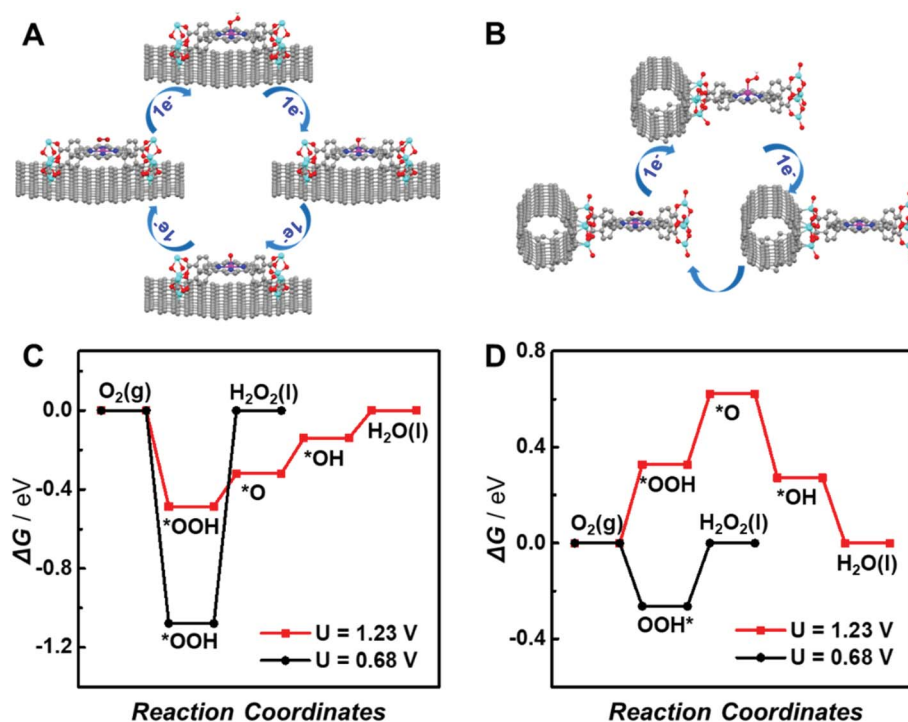 A
1e-
1e-
1e-
1e-
B
1e-
1e-
C
0.0
-0.4
-0.8
-1.2
ΔG / eV
O₂(g)
H₂O₂(l)
*OH
H₂O(l)
*O
*OOH
*OOH
U = 1.23 V
U = 0.68 V
Reaction Coordinates
D
0.8
0.4
0.0
-0.4
ΔG / eV
*O
*OOH
*OH
O₂(g)
H₂O₂(l)
H₂O(l)
OOH*
U = 1.23 V
U = 0.68 V
Reaction Coordinates